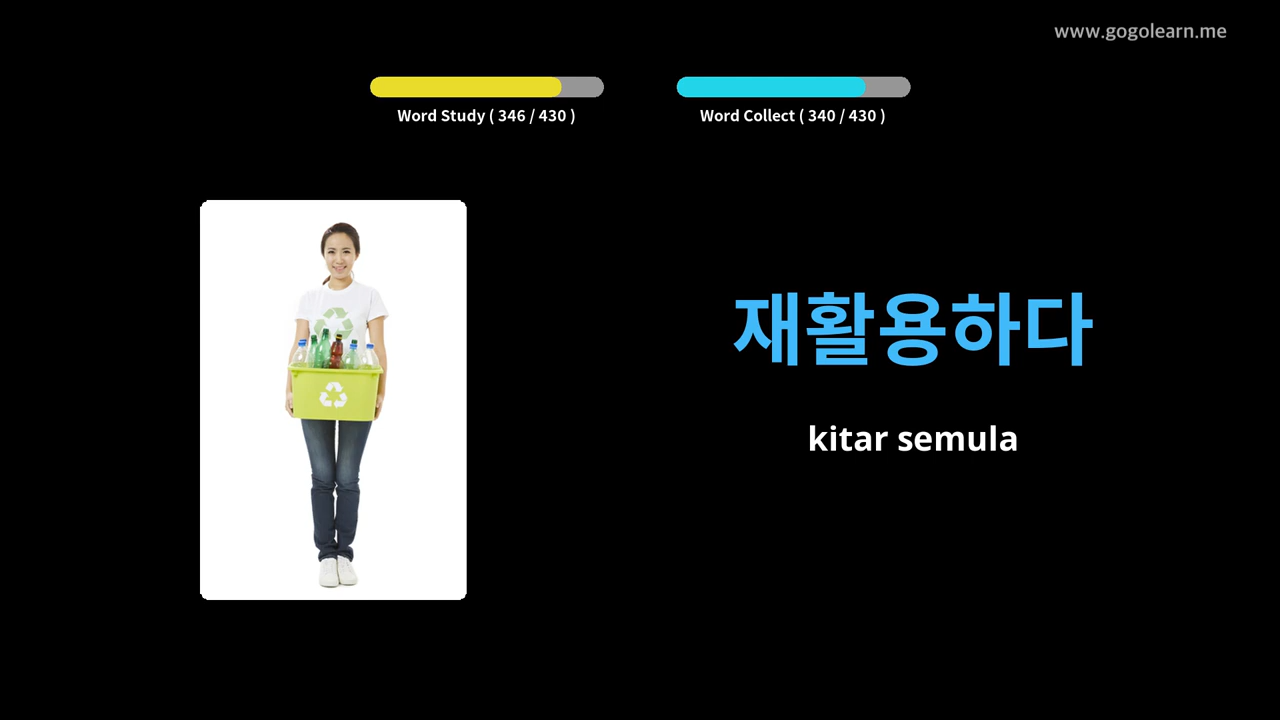 www.gogolearn.me
Word Study ( 346 / 430 )
Word Collect ( 340 / 430 )
재활용하다
kitar semula